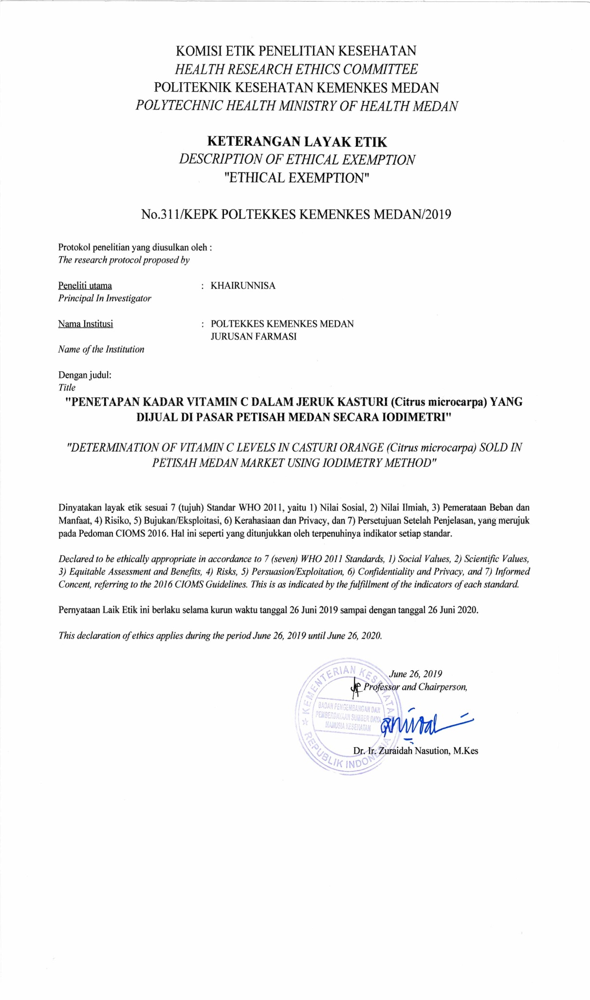 KOMISI ETIK PENELITIAN KESEHATAN
HEALTH RESEARCH ETHICS COMMITTEE
POLITEKNIK KESEHATAN KEMENKES MEDAN
POLYTECHNIC HEALTH MINISTRY OF HEALTH MEDAN
KETERANGAN LAYAK ETIK
DESCRIPTION OF ETHICAL EXEMPTION
"ETHICAL EXEMPTION"
No.311/KEPK POLTEKKES KEMENKES MEDAN/2019
Protokol penelitian yang diusulkan oleh :
The research protocol proposed by
Peneliti utama : KHAIRUNNISA
Principal In Investigator
Nama Institusi : POLTEKKES KEMENKES MEDAN
JURUSAN FARMASI
Name of the Institution
Dengan judul:
Title
"PENETAPAN KADAR VITAMIN C DALAM JERUK KASTURI (Citrus microcarpa) YANG
DIJUAL DI PASAR PETISAH MEDAN SECARA IODIMETRI"
"DETERMINATION OF VITAMIN C LEVELS IN CASTURI ORANGE (Citrus microcarpa) SOLD IN
PETISAH MEDAN MARKET USING IODIMETRY METHOD"
Dinyatakan layak etik sesuai 7 (tujuh) Standar WHO 2011, yaitu 1) Nilai Sosial, 2) Nilai Ilmiah, 3) Pemerataan Beban dan
Manfaat, 4) Risiko, 5) Bujukan/Eksploitasi, 6) Kerahasiaan dan Privacy, dan 7) Persetujuan Setelah Penjelasan, yang merujuk
pada Pedoman CIOMS 2016. Hal ini seperti yang ditunjukkan oleh terpenuhinya indikator setiap standar.
Declared to be ethically appropriate in accordance to 7 (seven) WHO 2011 Standards, 1) Social Values, 2) Scientific Values,
3) Equitable Assessment and Benefits, 4) Risks, 5) Persuasion/Exploitation, 6) Confidentiality and Privacy, and 7) Informed
Concent, referring to the 2016 CIOMS Guidelines. This is as indicated by the fulfillment of the indicators of each standard.
Pernyataan Laik Etik ini berlaku selama kurun waktu tanggal 26 Juni 2019 sampai dengan tanggal 26 Juni 2020.
This declaration of ethics applies during the period June 26, 2019 until June 26, 2020.
June 26, 2019
Professor and Chairperson,
KEMENTERIAN KESEHATAN
BADAN PENGEMBANGAN DAN
PEMBERDAYAAN SUMBER DAYA
MANUSIA KESEHATAN
REPUBLIK INDONESIA
Dr. Ir. Zuraidah Nasution, M.Kes